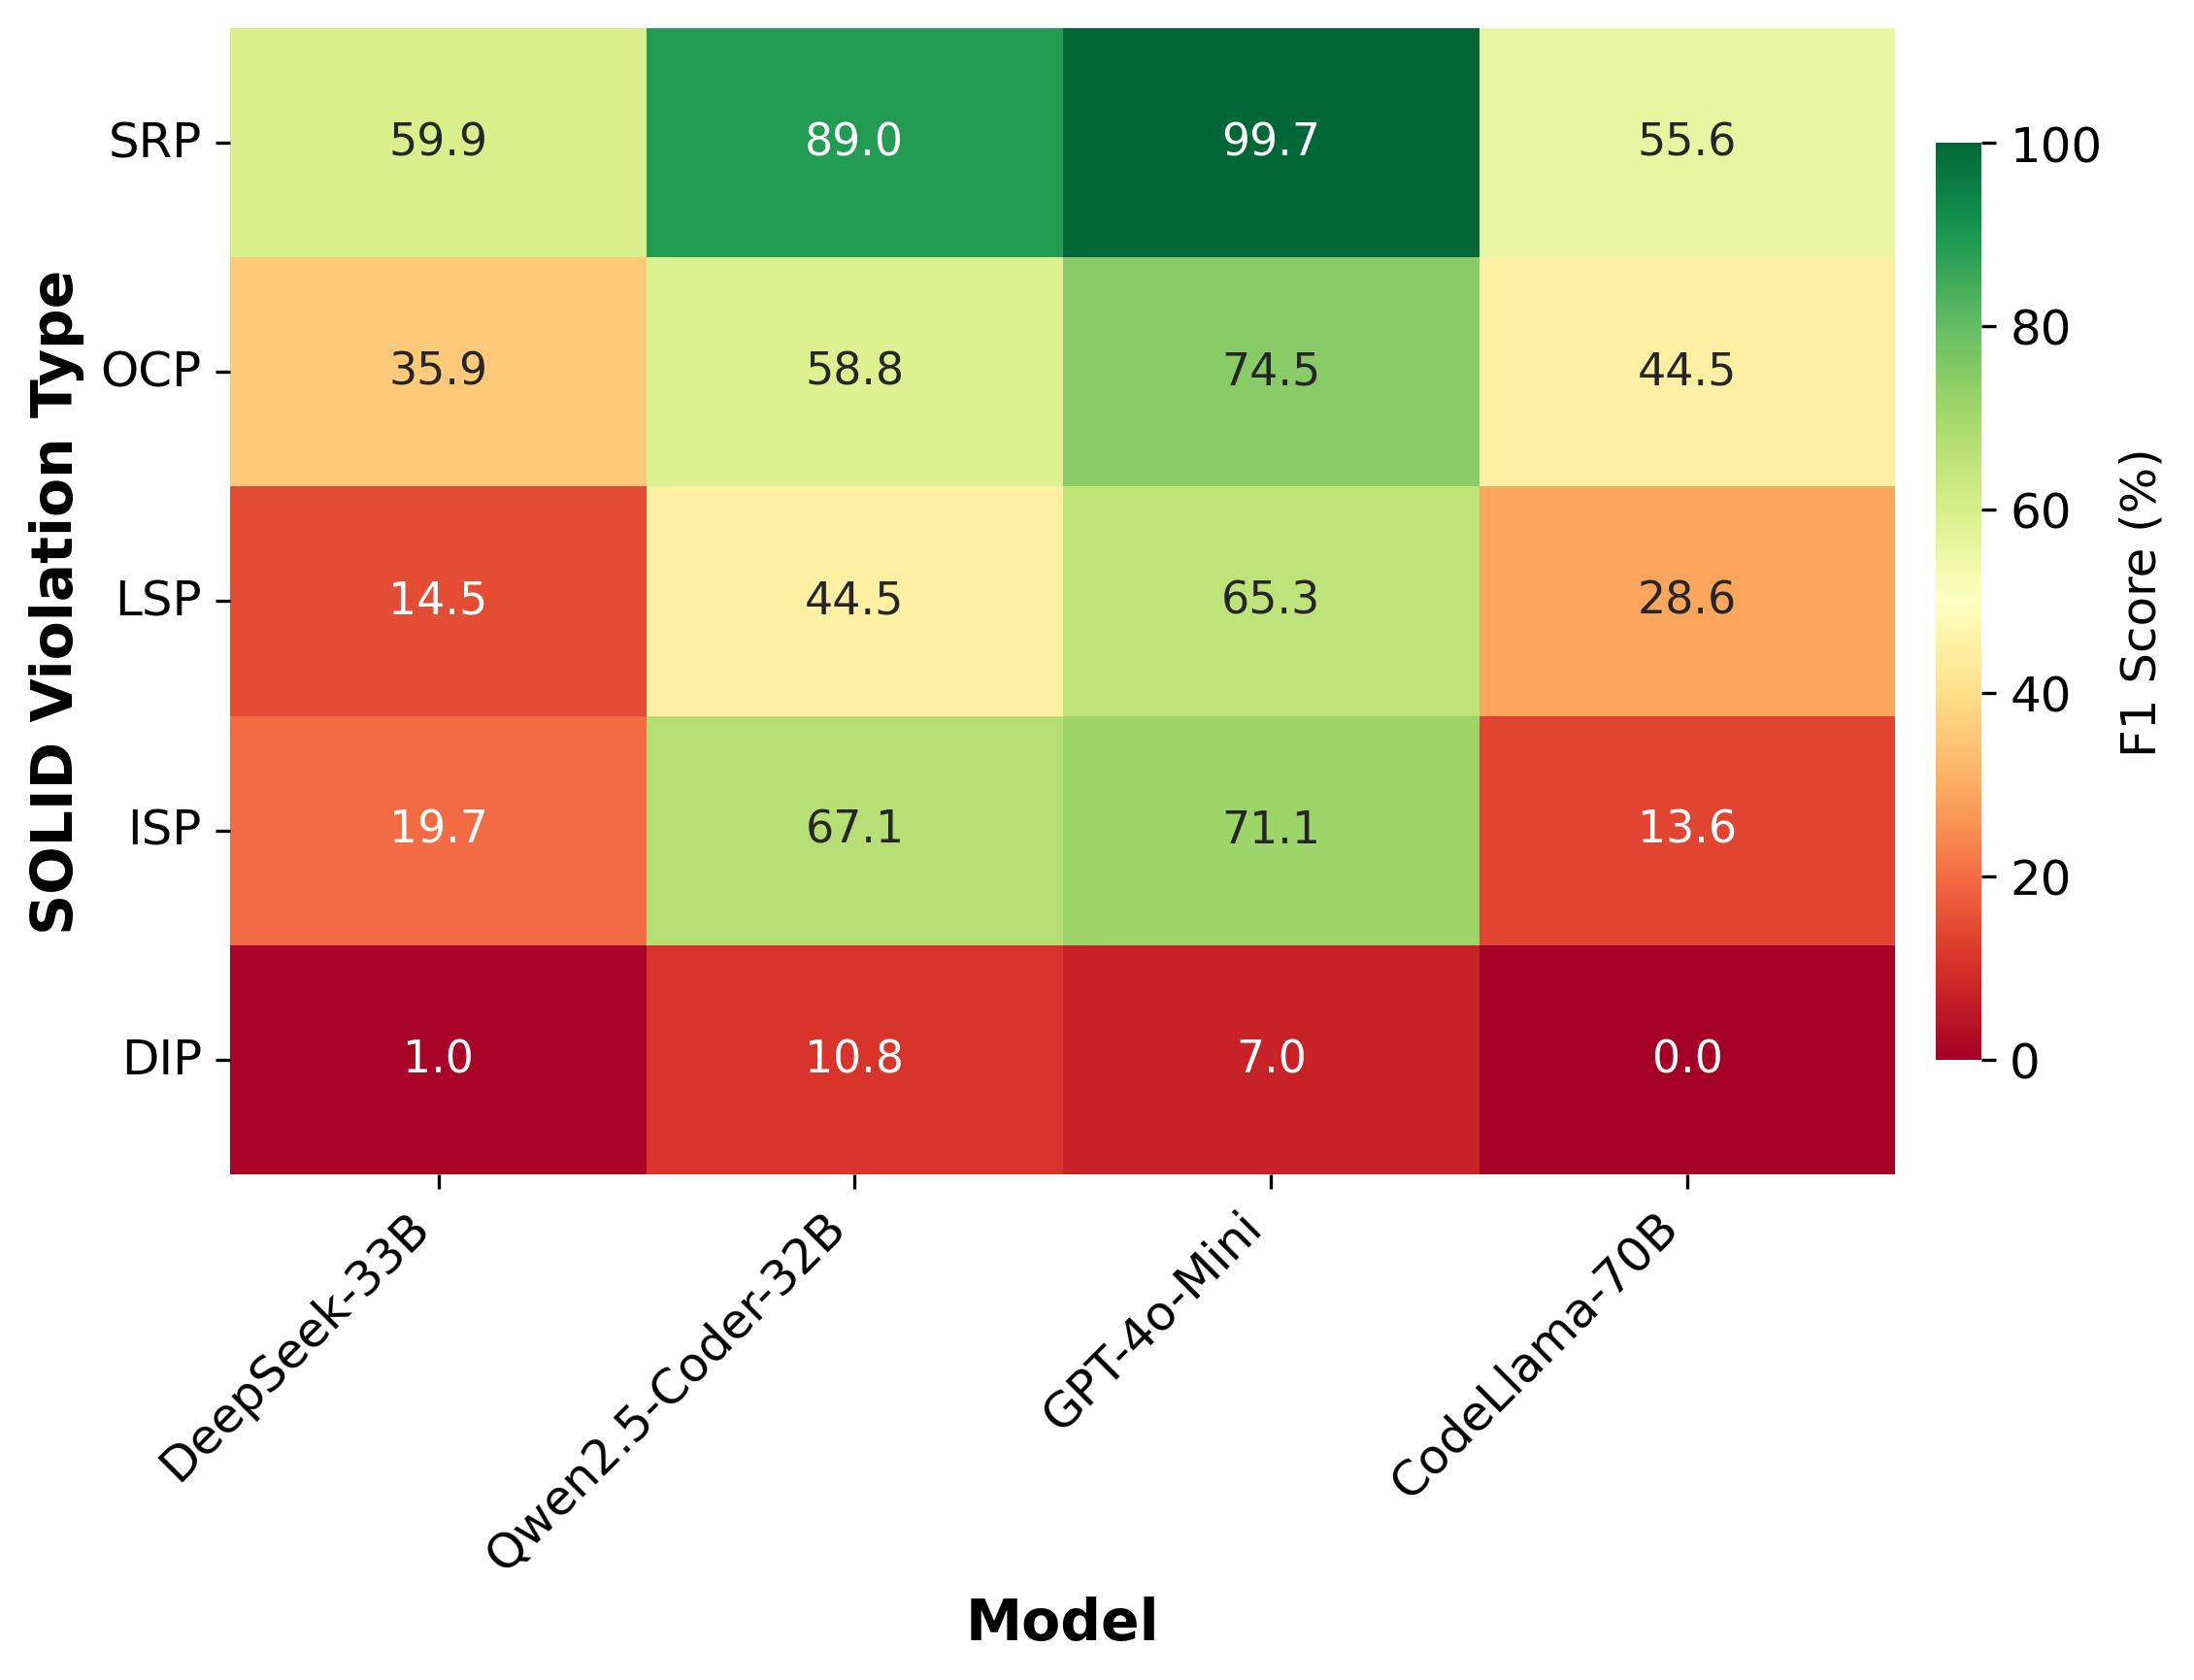 SOLID Violation Type
SRP 59.9 89.0 99.7 55.6
OCP 35.9 58.8 74.5 44.5
LSP 14.5 44.5 65.3 28.6
ISP 19.7 67.1 71.1 13.6
DIP 1.0 10.8 7.0 0.0
DeepSeek-33B
Qwen2.5-Coder-32B
GPT-4o-Mini
CodeLlama-70B
Model
100
80
60
40
20
0
F1 Score (%)